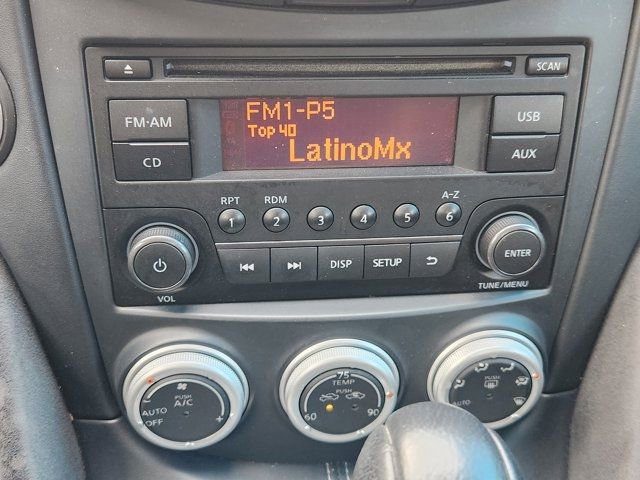 SCAN
FM1-P5
Top 40
LatinoMx
FM·AM
USB
CD
AUX
RPT RDM A-Z
1 2 3 4 5 6
DISP SETUP
ENTER
VOL
TUNE/MENU
PUSH
A/C
AUTO
OFF
75
TEMP
PUSH
60 90
PUSH
AUTO